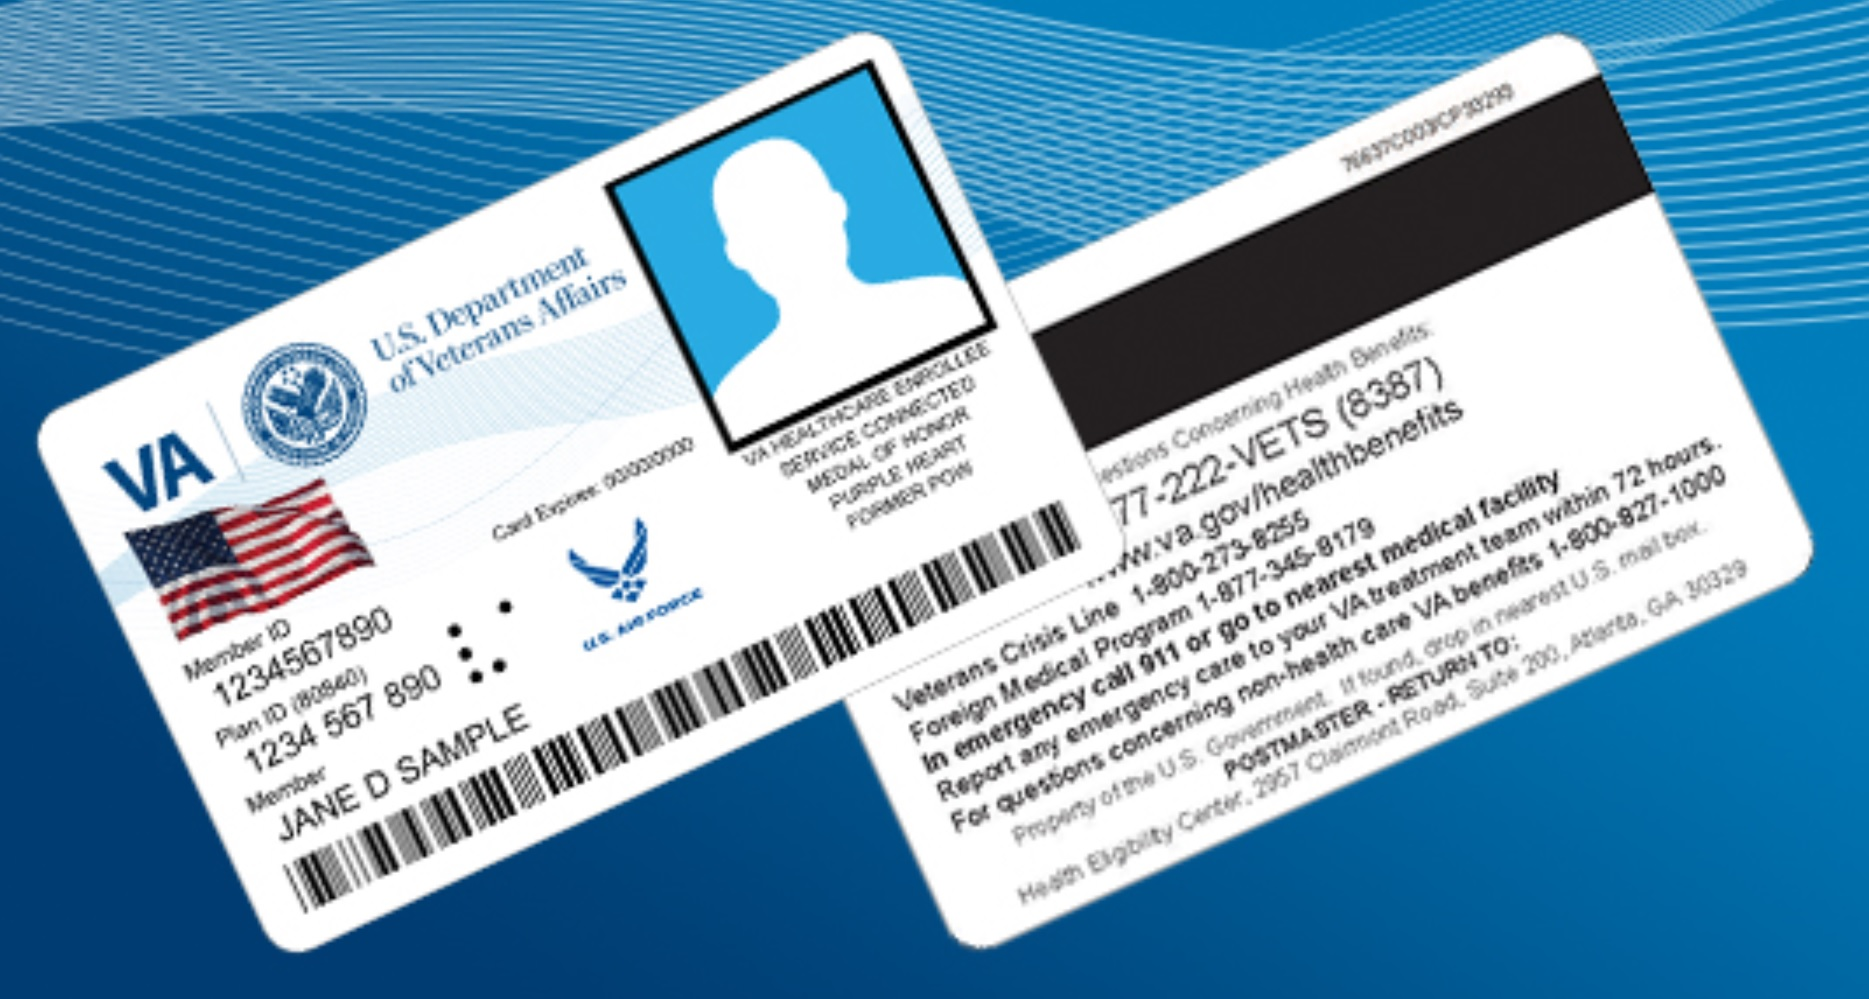 VA
U.S. Department
of Veterans Affairs
VA HEALTHCARE ENROLLEE
SERVICE CONNECTED
MEDAL OF HONOR
PURPLE HEART
FORMER POW
Card Expires: 00/00/0000
U.S. AIR FORCE
Member ID
1234567890
Plan ID (80840)
1234 567 890
Member
JANE D SAMPLE
Concerning Health Benefits:
77-222-VETS (8387)
www.va.gov/healthbenefits
Veterans Crisis Line 1-800-273-8255
Foreign Medical Program 1-877-345-8179
In emergency call 911 or go to nearest medical facility
Report any emergency care to your VA treatment team within 72 hours.
For questions concerning non-health care VA benefits 1-800-827-1000
Property of the U.S. Government. If found, drop in nearest U.S. mail box.
POSTMASTER - RETURN TO:
Health Eligibility Center, 2957 Clairmont Road, Suite 200, Atlanta, GA 30329